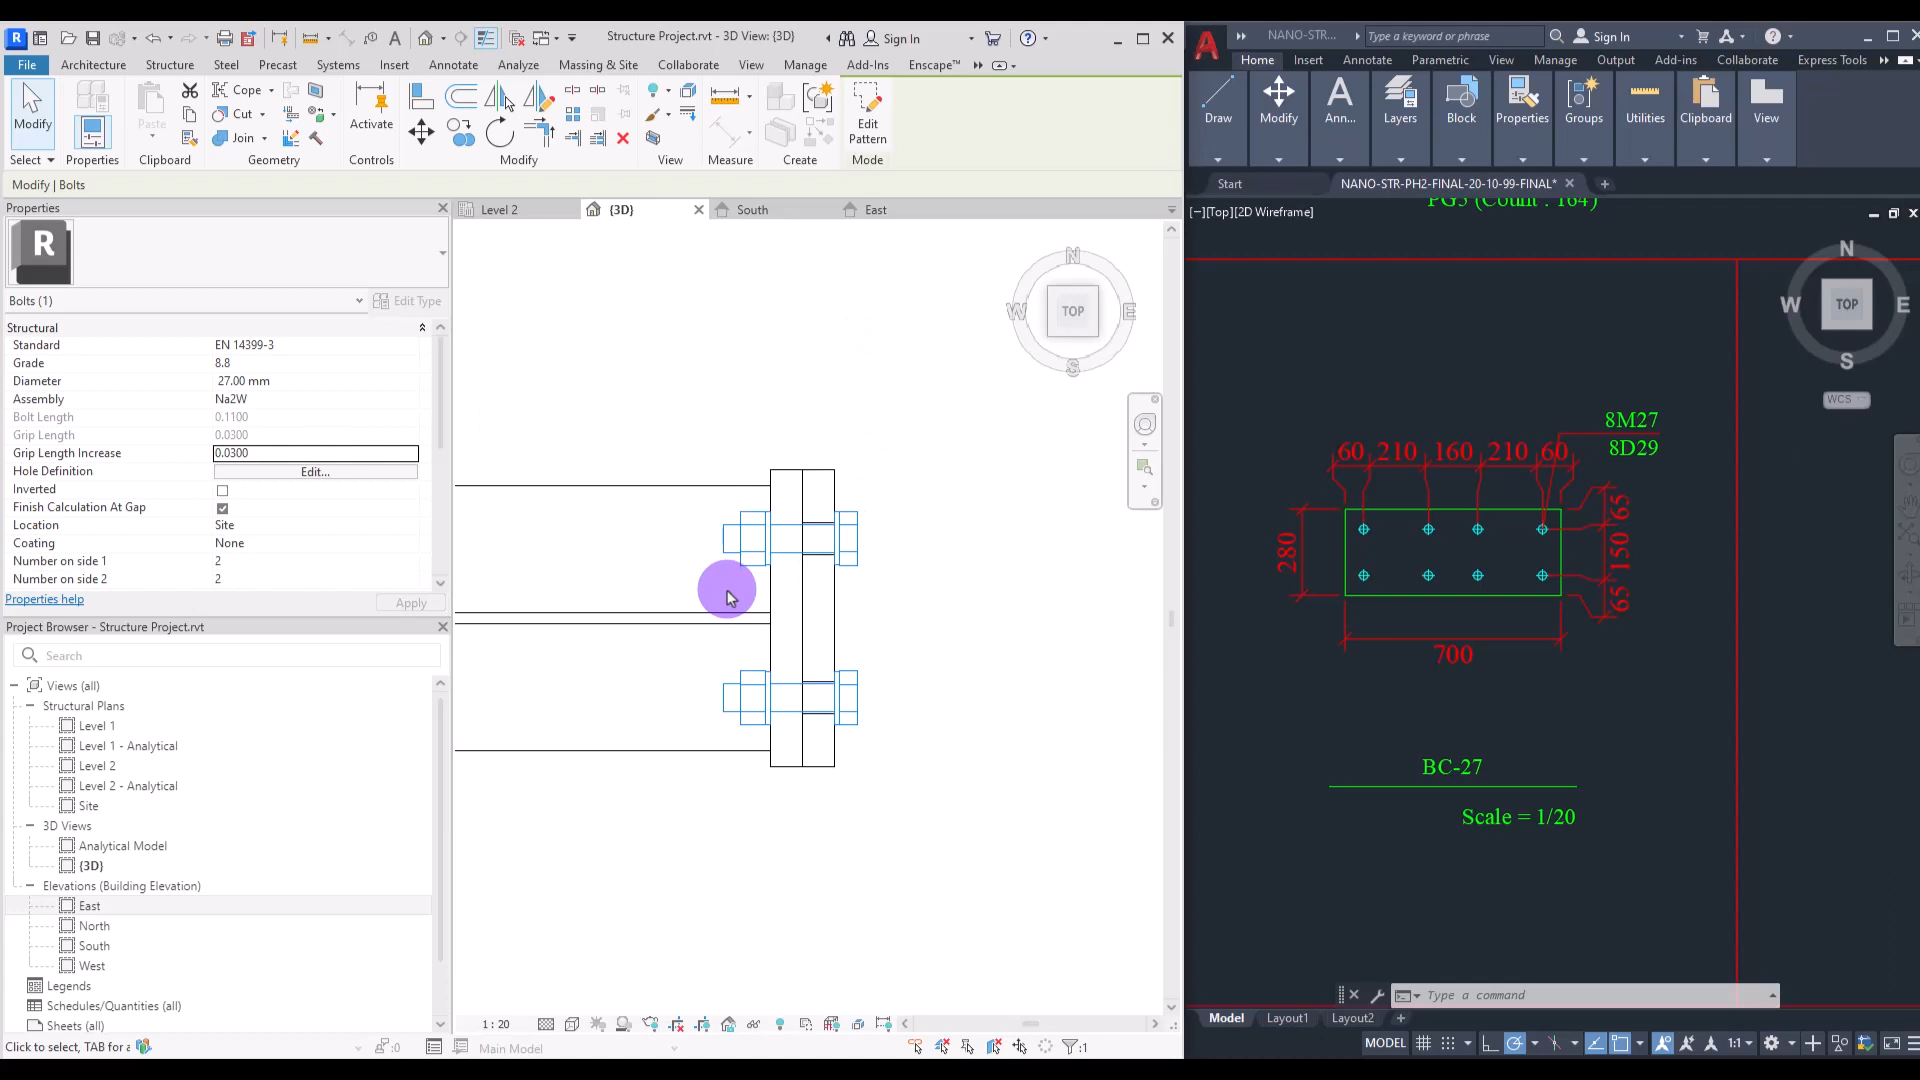 Structure Project.rvt - 3D View: {3D}
Sign In
File
Architecture
Structure
Steel
Precast
Systems
Insert
Annotate
Analyze
Massing & Site
Collaborate
View
Manage
Add-Ins
Enscape™
Modify
Paste
Cope
Cut
Join
Activate
Edit
Pattern
Select
Properties
Clipboard
Geometry
Controls
Modify
View
Measure
Create
Mode
Modify | Bolts
Properties
R
Bolts (1)
Edit Type
Structural
Standard EN 14399-3
Grade 8.8
Diameter 27.00 mm
Assembly Na2W
Bolt Length 0.1100
Grip Length 0.0300
Grip Length Increase 0.0300
Hole Definition Edit...
Inverted
Finish Calculation At Gap
Location Site
Coating None
Number on side 1 2
Number on side 2 2
Properties help
Apply
Project Browser - Structure Project.rvt
Search
Views (all)
Structural Plans
Level 1
Level 1 - Analytical
Level 2
Level 2 - Analytical
Site
3D Views
Analytical Model
{3D}
Elevations (Building Elevation)
East
North
South
West
Legends
Schedules/Quantities (all)
Sheets (all)
Click to select, TAB for a
:0
Main Model
:1
Level 2
{3D}
South
East
N
W
TOP
E
S
1 : 20
NANO-STR...
Type a keyword or phrase
Sign In
Home
Insert
Annotate
Parametric
View
Manage
Output
Add-ins
Collaborate
Express Tools
Draw
Modify
Ann...
Layers
Block
Properties
Groups
Utilities
Clipboard
View
Start
NANO-STR-PH2-FINAL-20-10-99-FINAL*
PG5 (Count : 164)
[−][Top][2D Wireframe]
N
W
TOP
E
S
WCS
8M27
8D29
60 210 160 210 60
65
280
150
65
700
BC-27
Scale = 1/20
Type a command
Model
Layout1
Layout2
MODEL
1:1